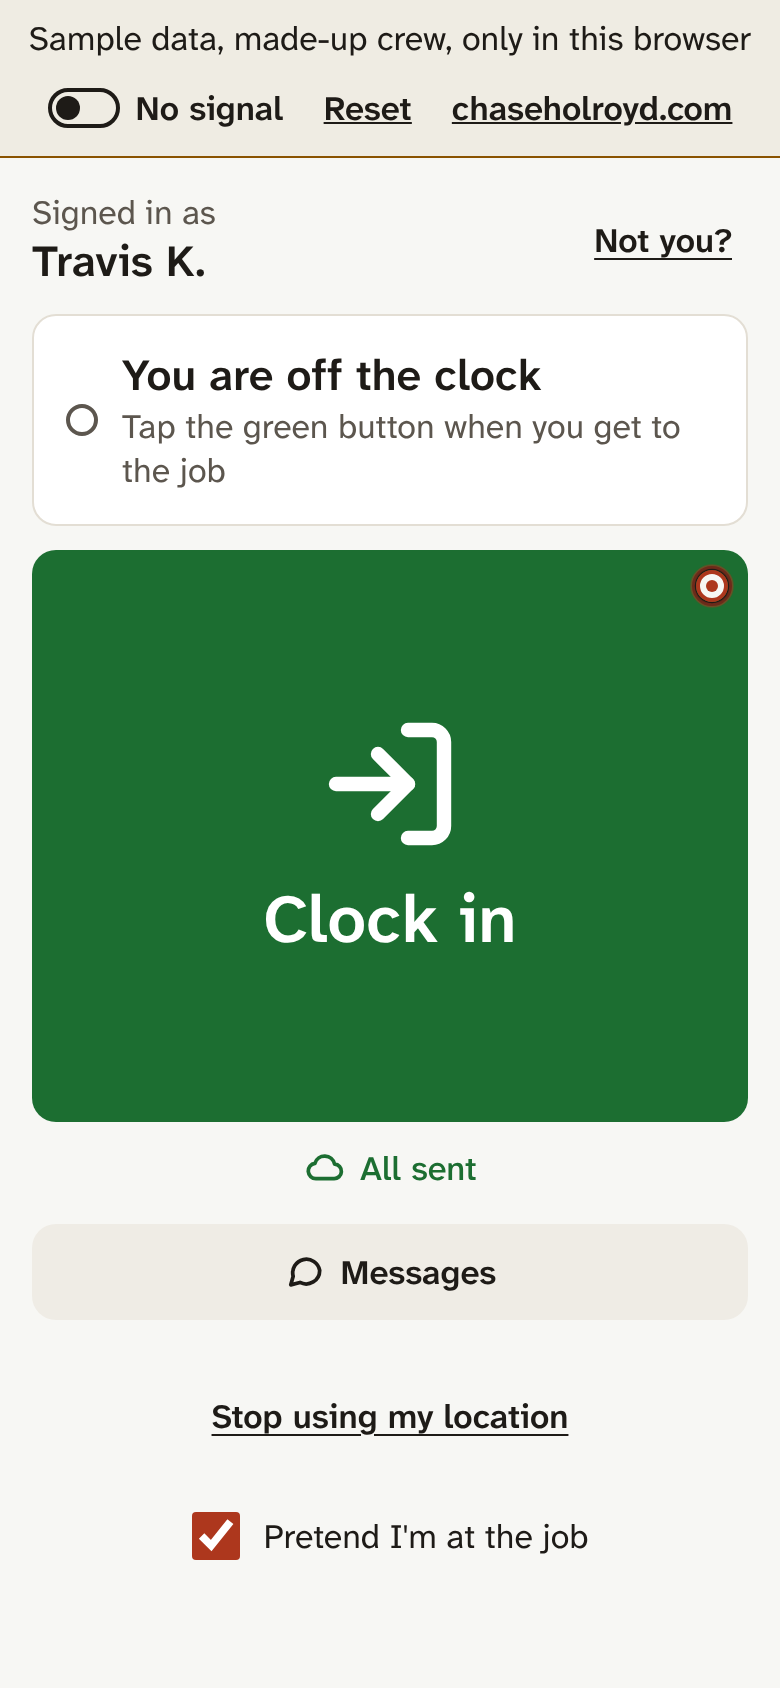 Sample data, made-up crew, only in this browser
No signal Reset chaseholroyd.com
Signed in as
Travis K.
Not you?
You are off the clock
Tap the green button when you get to
the job
Clock in
All sent
Messages
Stop using my location
Pretend I'm at the job